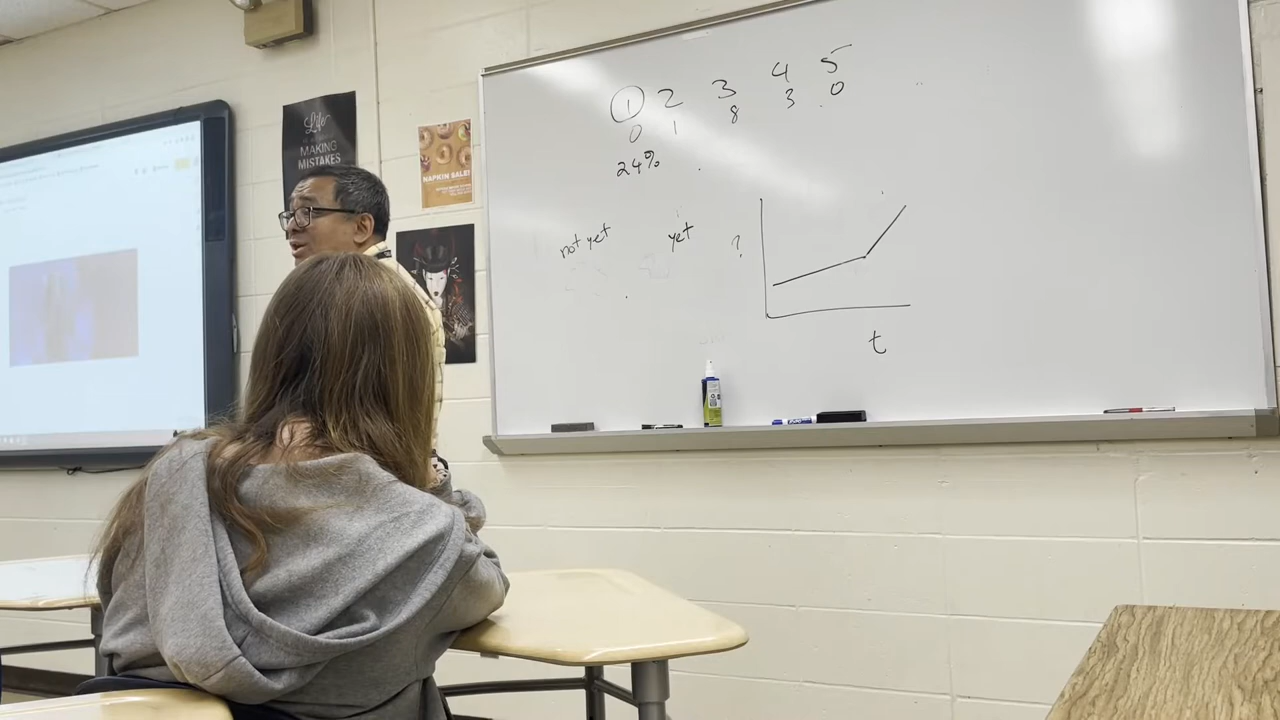 Life
MAKING
MISTAKES
NAPKIN SALE!
1 2 3 4 5
0 1 8 3 0
24%
not yet yet ?
t